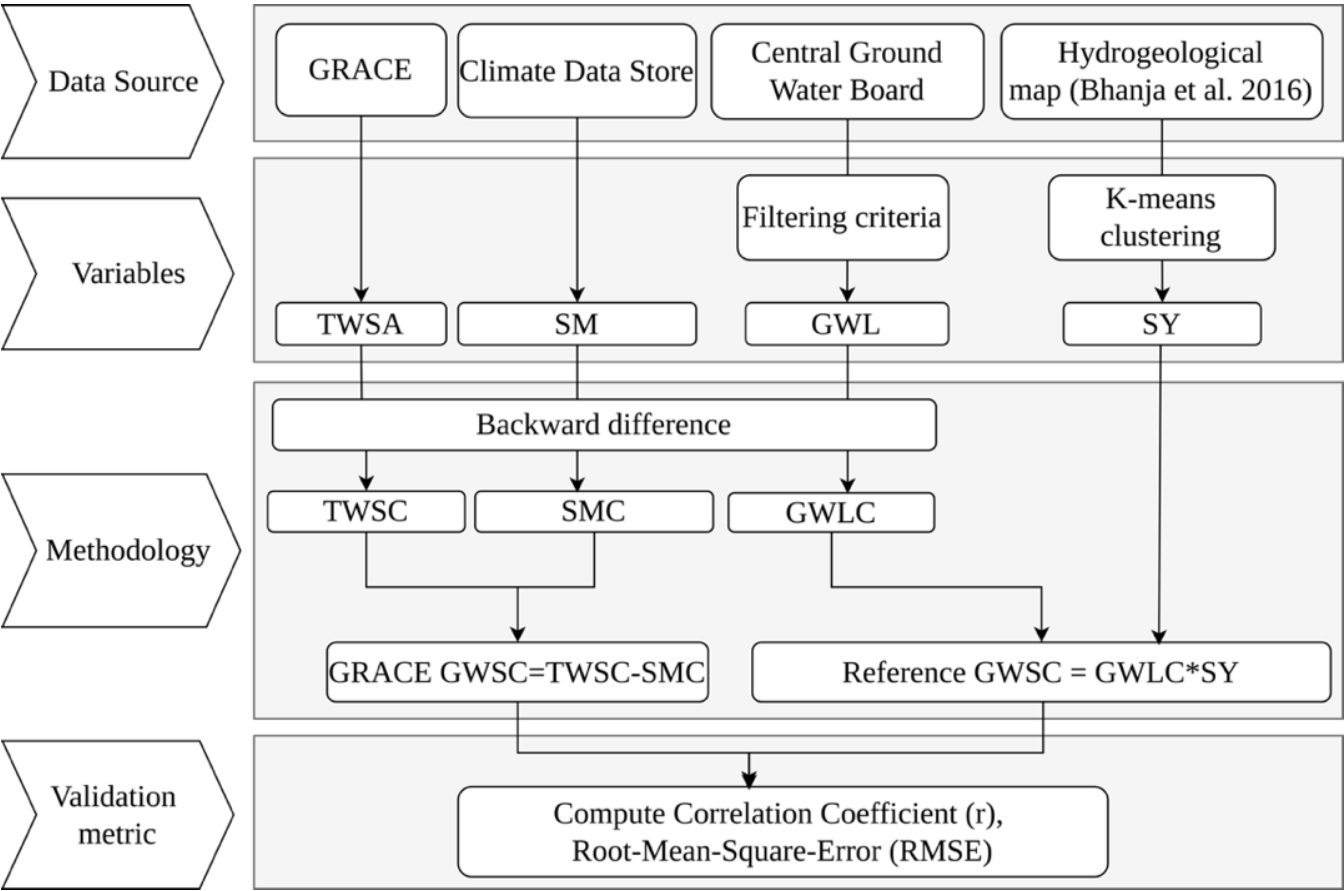 Data Source
GRACE
Climate Data Store
Central Ground
Water Board
Hydrogeological
map (Bhanja et al. 2016)
Variables
Filtering criteria
K-means
clustering
TWSA
SM
GWL
SY
Methodology
Backward difference
TWSC
SMC
GWLC
GRACE GWSC=TWSC-SMC
Reference GWSC = GWLC*SY
Validation
metric
Compute Correlation Coefficient (r),
Root-Mean-Square-Error (RMSE)